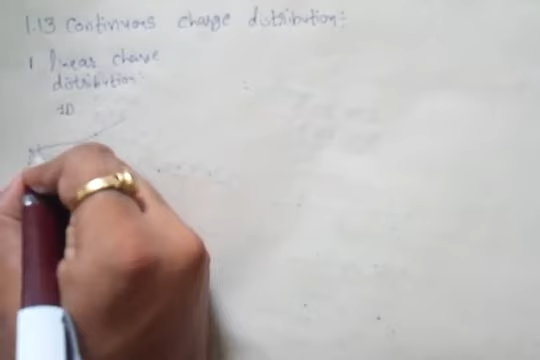 1.13 Continuous charge distribution:-
1 linear charge
distribution:
1D